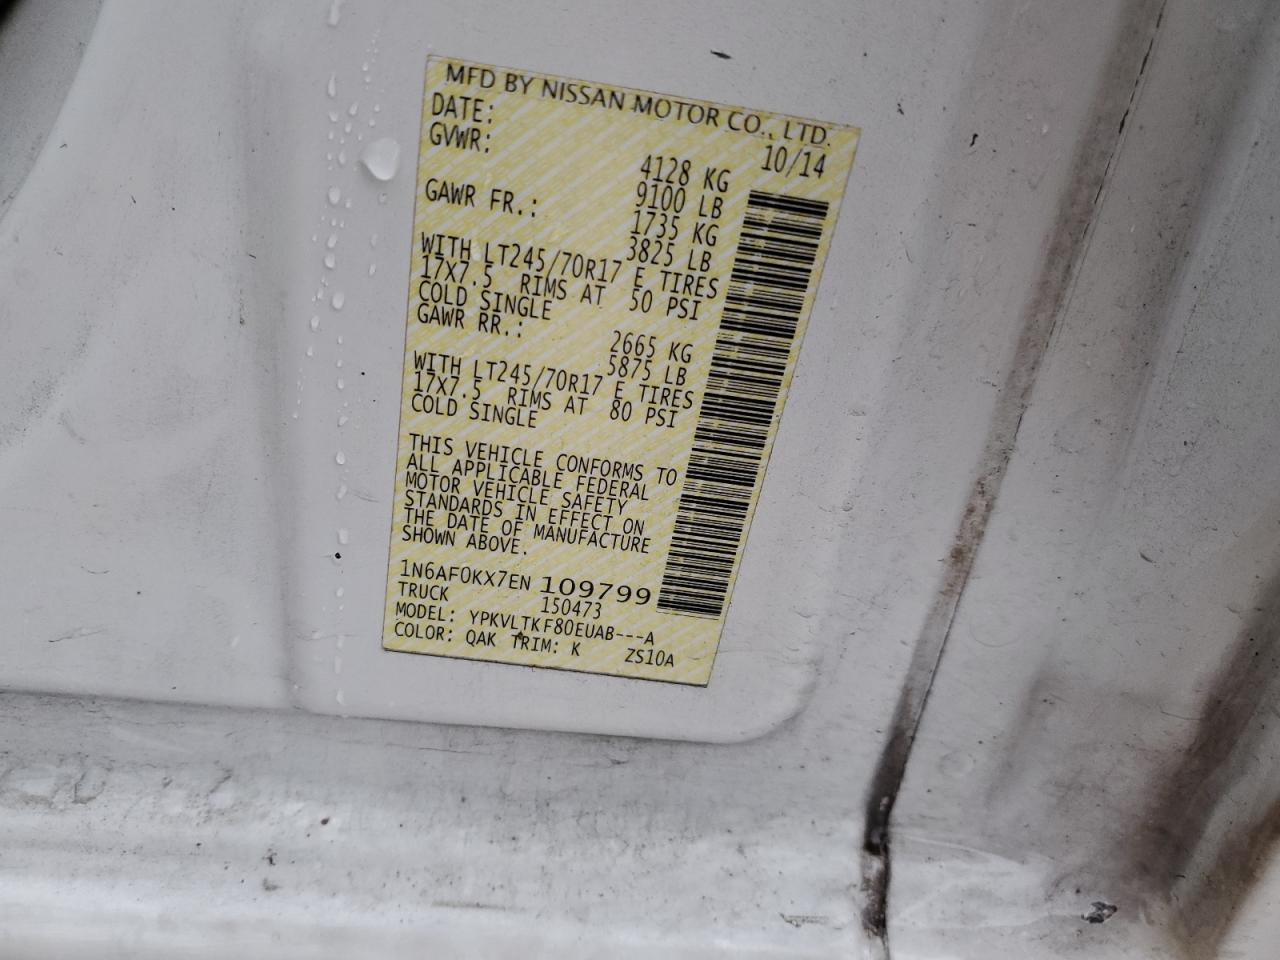 MFD BY NISSAN MOTOR CO., LTD.
DATE: 10/14
GVWR: 4128 KG
9100 LB
GAWR FR.: 1735 KG
3825 LB
WITH LT245/70R17 E TIRES
17X7.5 RIMS AT 50 PSI
COLD SINGLE
GAWR RR.: 2665 KG
5875 LB
WITH LT245/70R17 E TIRES
17X7.5 RIMS AT 80 PSI
COLD SINGLE
THIS VEHICLE CONFORMS TO
ALL APPLICABLE FEDERAL
MOTOR VEHICLE SAFETY
STANDARDS IN EFFECT ON
THE DATE OF MANUFACTURE
SHOWN ABOVE.
1N6AF0KX7EN 109799
TRUCK 150473
MODEL: YPKVLTKF80EUAB---A
COLOR: QAK TRIM: K ZS10A